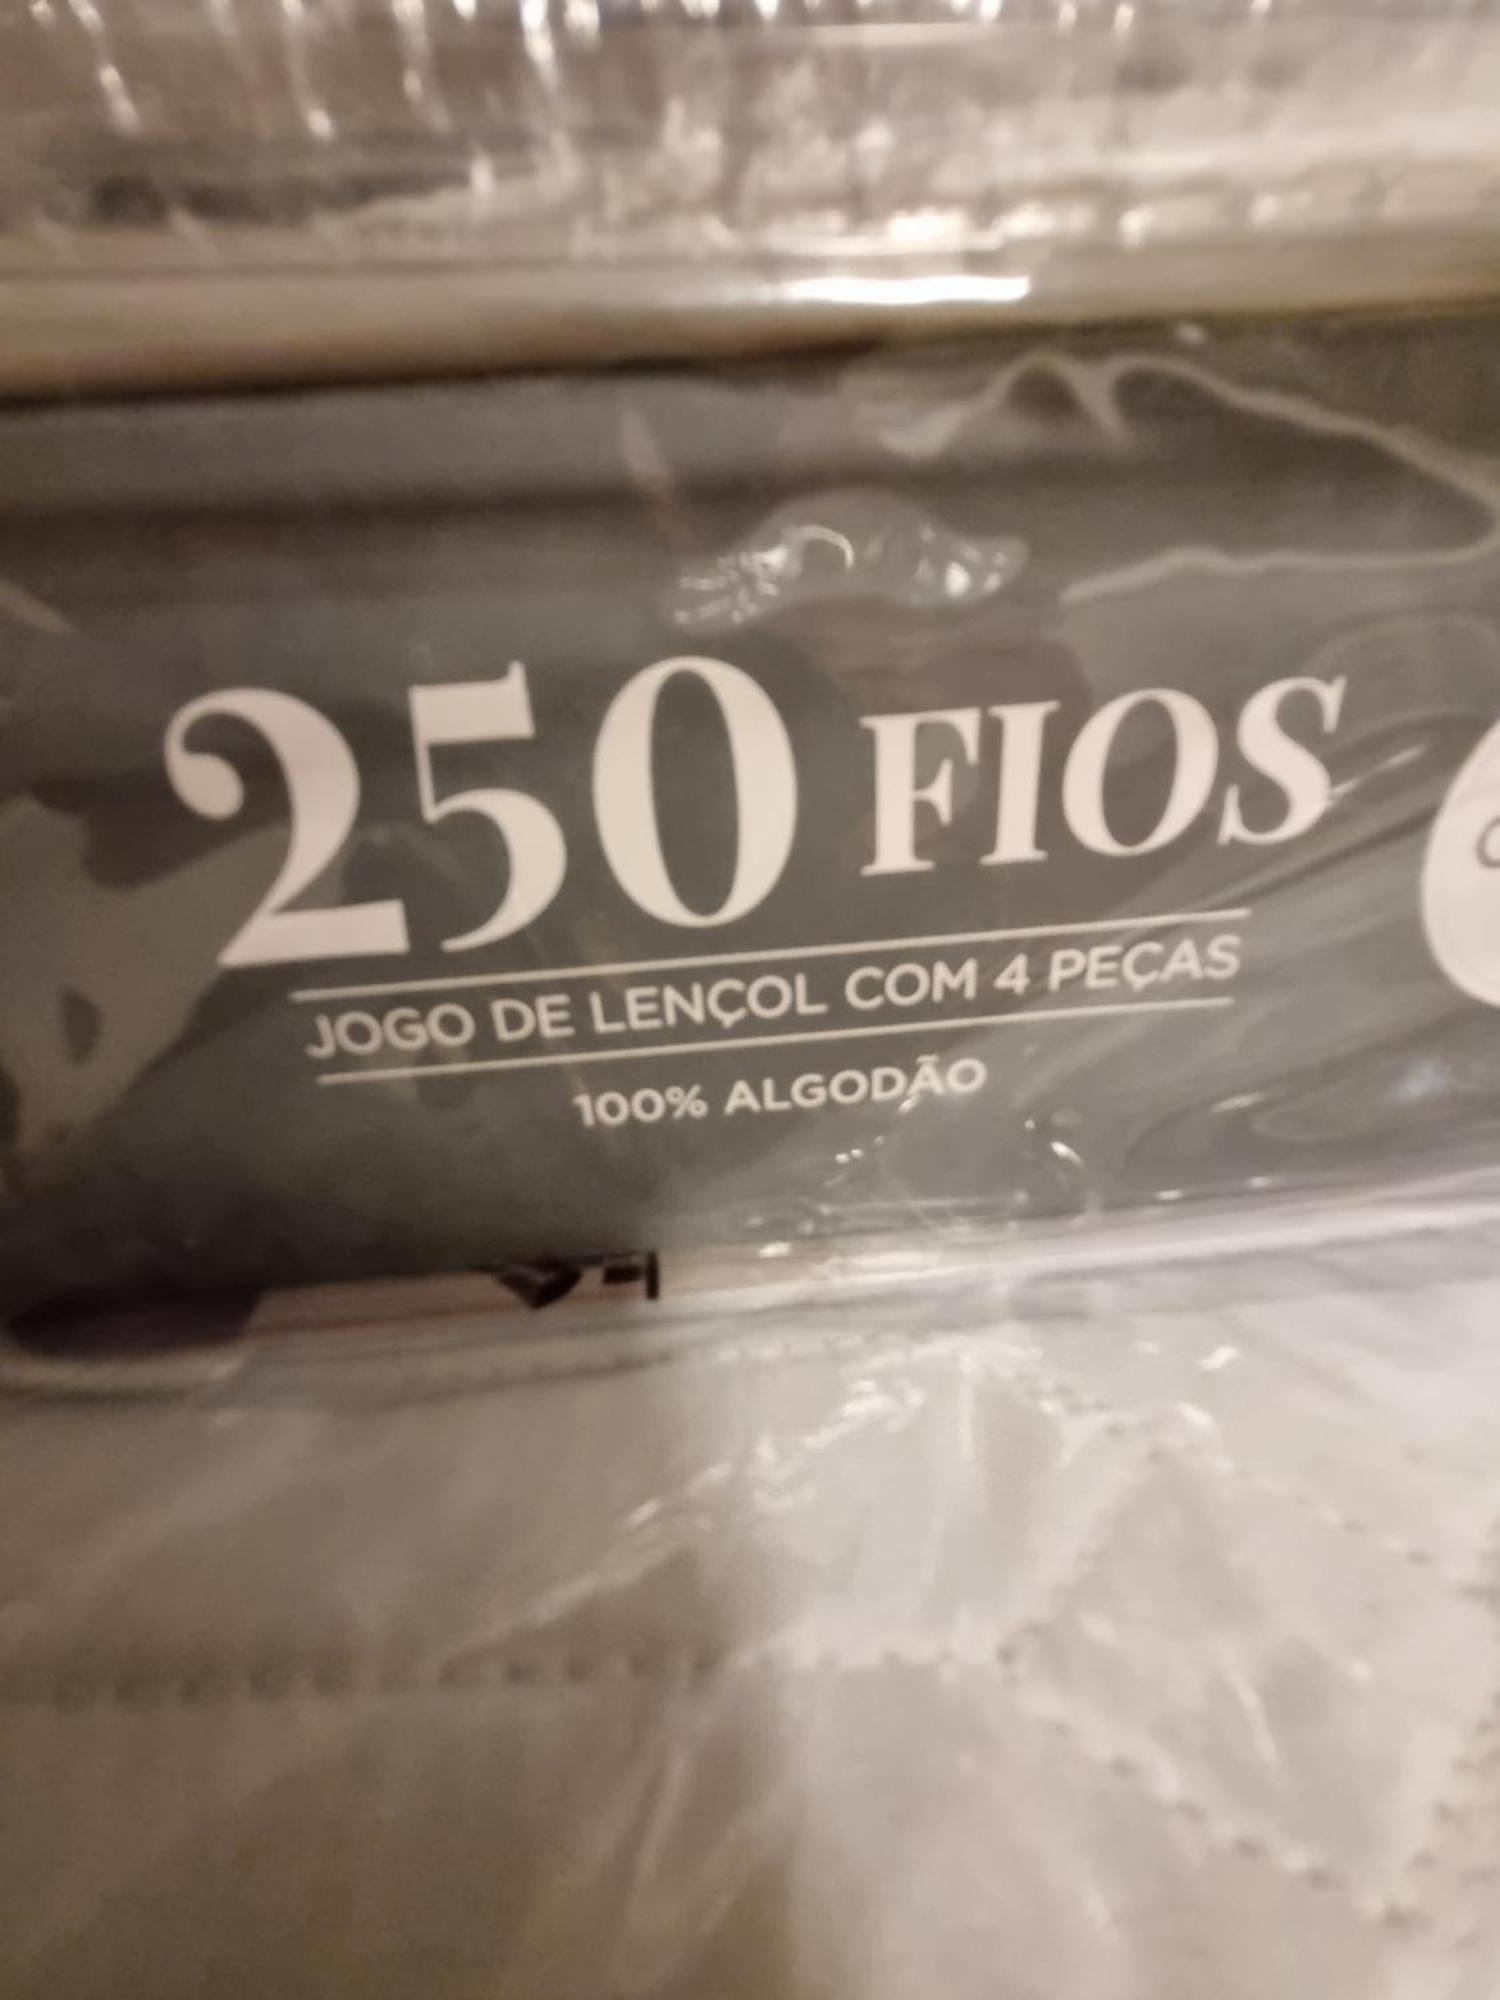 250 FIOS
JOGO DE LENÇOL COM 4 PEÇAS
100% ALGODÃO